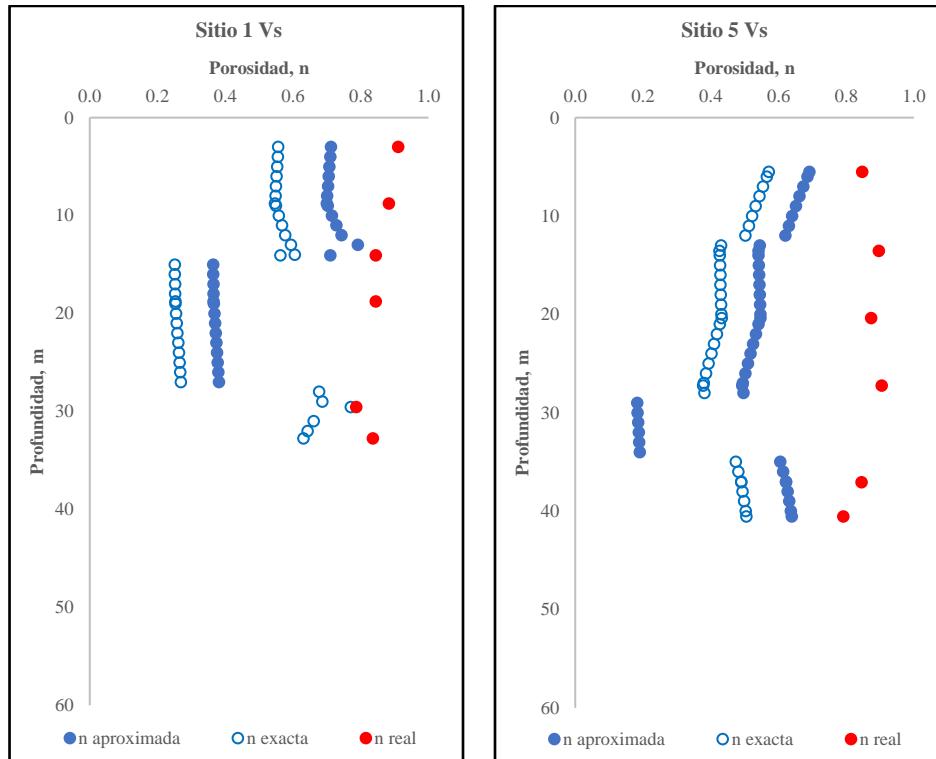 Sitio 1 Vs
Porosidad, n
0.0 0.2 0.4 0.6 0.8 1.0
0
10
20
30
40
50
60
Profundidad, m
n aproximada n exacta n real
Sitio 5 Vs
Porosidad, n
0.0 0.2 0.4 0.6 0.8 1.0
0
10
20
30
40
50
60
Profundidad, m
n aproximada n exacta n real